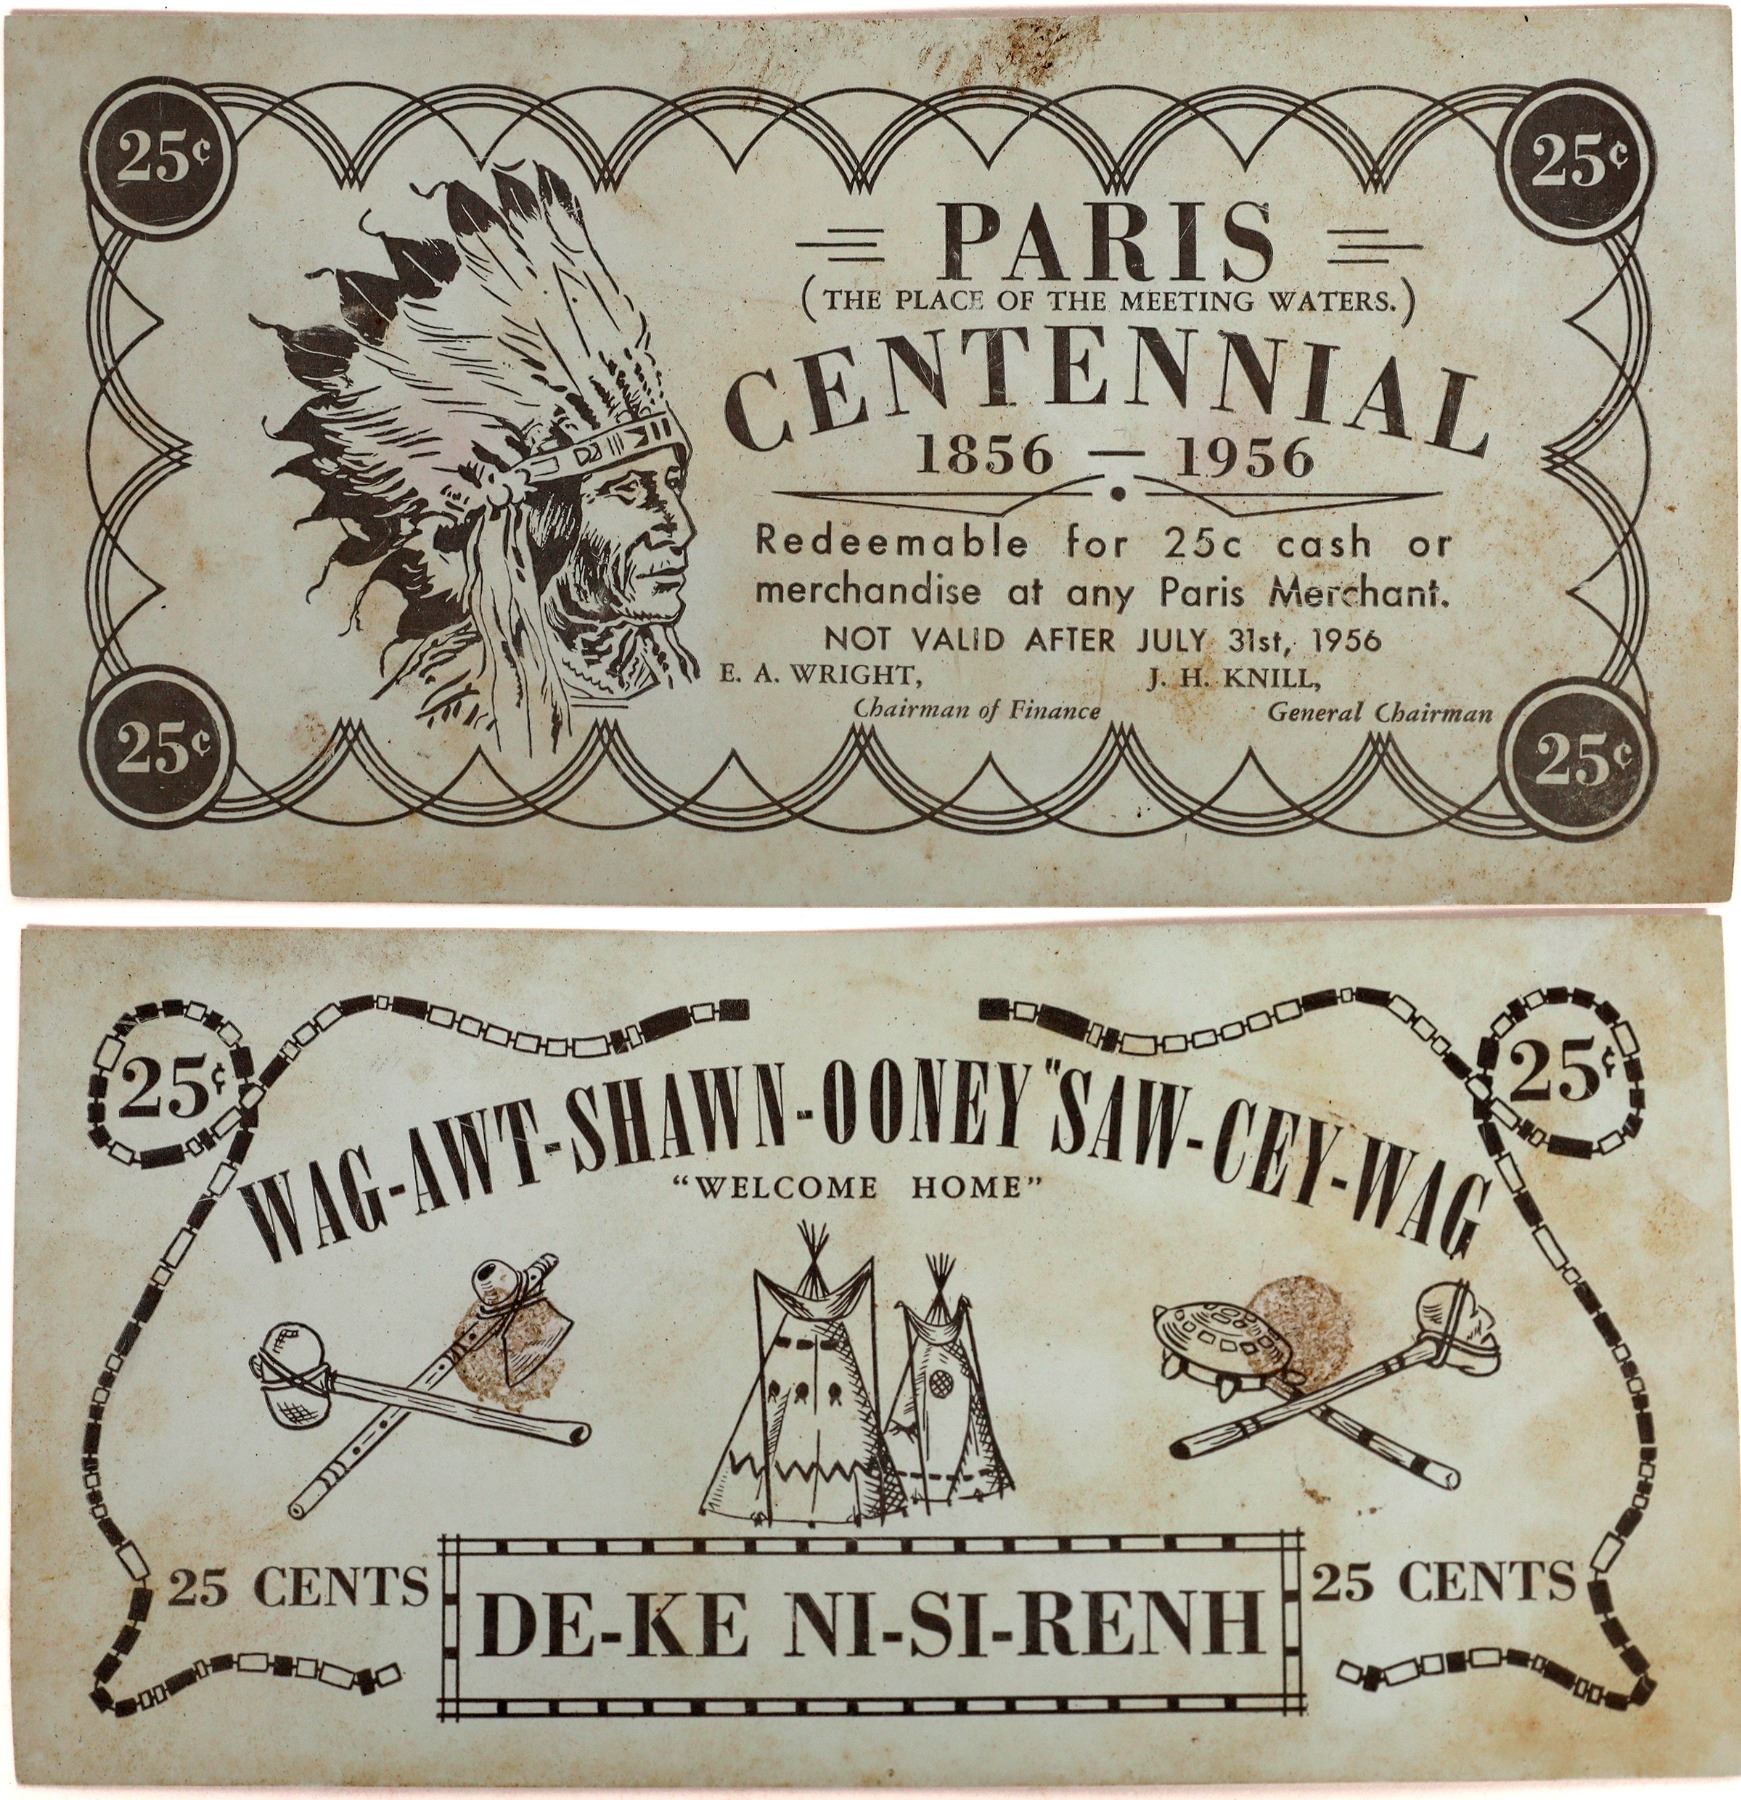 25¢ 25¢
PARIS
(THE PLACE OF THE MEETING WATERS.)
CENTENNIAL
1856 — 1956
Redeemable for 25c cash or
merchandise at any Paris Merchant.
NOT VALID AFTER JULY 31st, 1956
E. A. WRIGHT, J. H. KNILL,
Chairman of Finance General Chairman
25¢ 25¢
25¢ 25¢
WAG-AWT-SHAWN-OONEY "SAW-CEY-WAG
"WELCOME HOME"
25 CENTS DE-KE NI-SI-RENH 25 CENTS